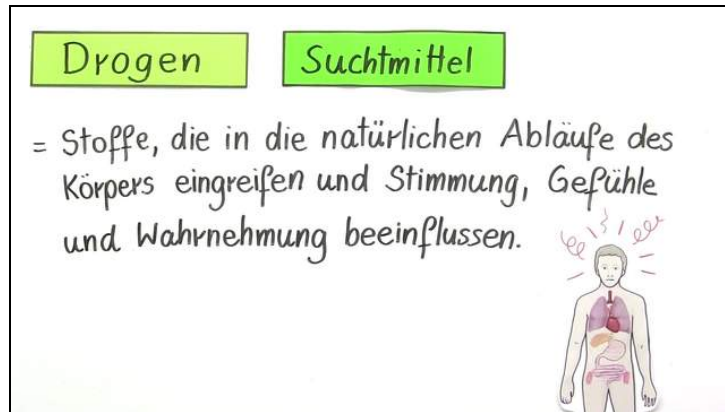 Drogen Suchtmittel
= Stoffe, die in die natürlichen Abläufe des
Körpers eingreifen und Stimmung, Gefühle
und Wahrnehmung beeinflussen.